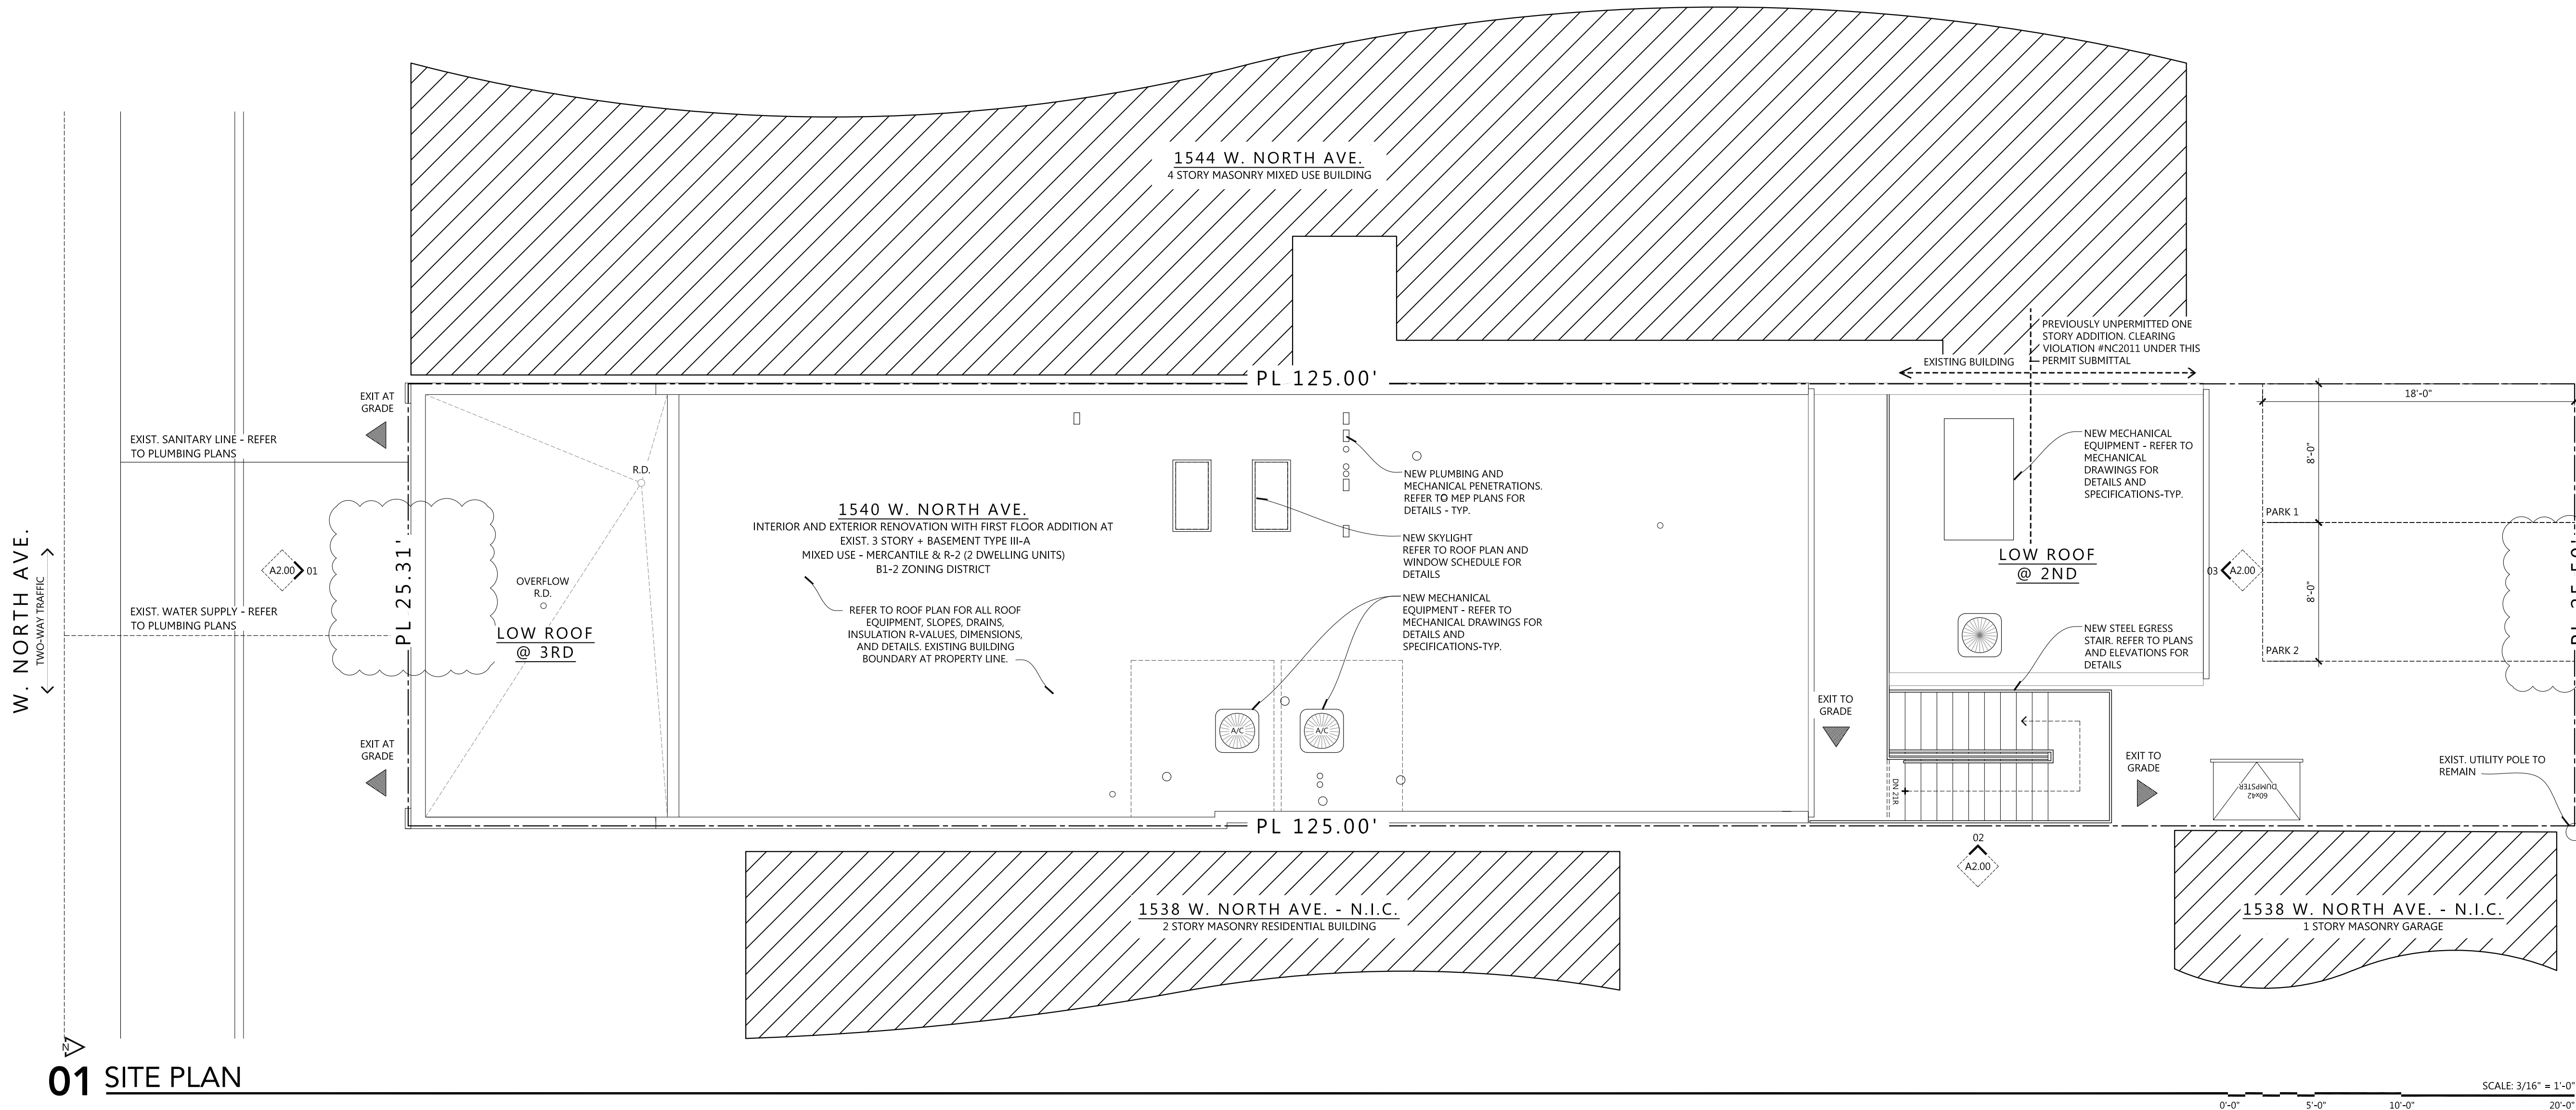 1544 W. NORTH AVE.
4 STORY MASONRY MIXED USE BUILDING
PREVIOUSLY UNPERMITTED ONE
STORY ADDITION. CLEARING
VIOLATION #NC2011 UNDER THIS
PERMIT SUBMITTAL
EXISTING BUILDING
PL 125.00'
EXIT AT
GRADE
18'-0"
8'-0"
EXIST. SANITARY LINE - REFER
TO PLUMBING PLANS
R.D.
NEW PLUMBING AND
MECHANICAL PENETRATIONS.
REFER TO MEP PLANS FOR
DETAILS - TYP.
NEW MECHANICAL
EQUIPMENT - REFER TO
MECHANICAL
DRAWINGS FOR
DETAILS AND
SPECIFICATIONS-TYP.
1540 W. NORTH AVE.
INTERIOR AND EXTERIOR RENOVATION WITH FIRST FLOOR ADDITION AT
EXIST. 3 STORY + BASEMENT TYPE III-A
MIXED USE - MERCANTILE & R-2 (2 DWELLING UNITS)
B1-2 ZONING DISTRICT
PARK 1
NEW SKYLIGHT
REFER TO ROOF PLAN AND
WINDOW SCHEDULE FOR
DETAILS
LOW ROOF
@ 2ND
A2.00
01
03
A2.00
W. NORTH AVE.
TWO-WAY TRAFFIC
PL 25.31'
OVERFLOW
R.D.
8'-0"
EXIST. WATER SUPPLY - REFER
TO PLUMBING PLANS
LOW ROOF
@ 3RD
REFER TO ROOF PLAN FOR ALL ROOF
EQUIPMENT, SLOPES, DRAINS,
INSULATION R-VALUES, DIMENSIONS,
AND DETAILS. EXISTING BUILDING
BOUNDARY AT PROPERTY LINE.
NEW MECHANICAL
EQUIPMENT - REFER TO
MECHANICAL DRAWINGS FOR
DETAILS AND
SPECIFICATIONS-TYP.
NEW STEEL EGRESS
STAIR. REFER TO PLANS
AND ELEVATIONS FOR
DETAILS
PARK 2
EXIT TO
GRADE
A/C
A/C
EXIT AT
GRADE
EXIT TO
GRADE
EXIST. UTILITY POLE TO
REMAIN
DN 21R
60x42
DUMPSTER
PL 125.00'
02
A2.00
1538 W. NORTH AVE. - N.I.C.
2 STORY MASONRY RESIDENTIAL BUILDING
1538 W. NORTH AVE. - N.I.C.
1 STORY MASONRY GARAGE
N
01 SITE PLAN
SCALE: 3/16" = 1'-0"
0'-0"
5'-0"
10'-0"
20'-0"